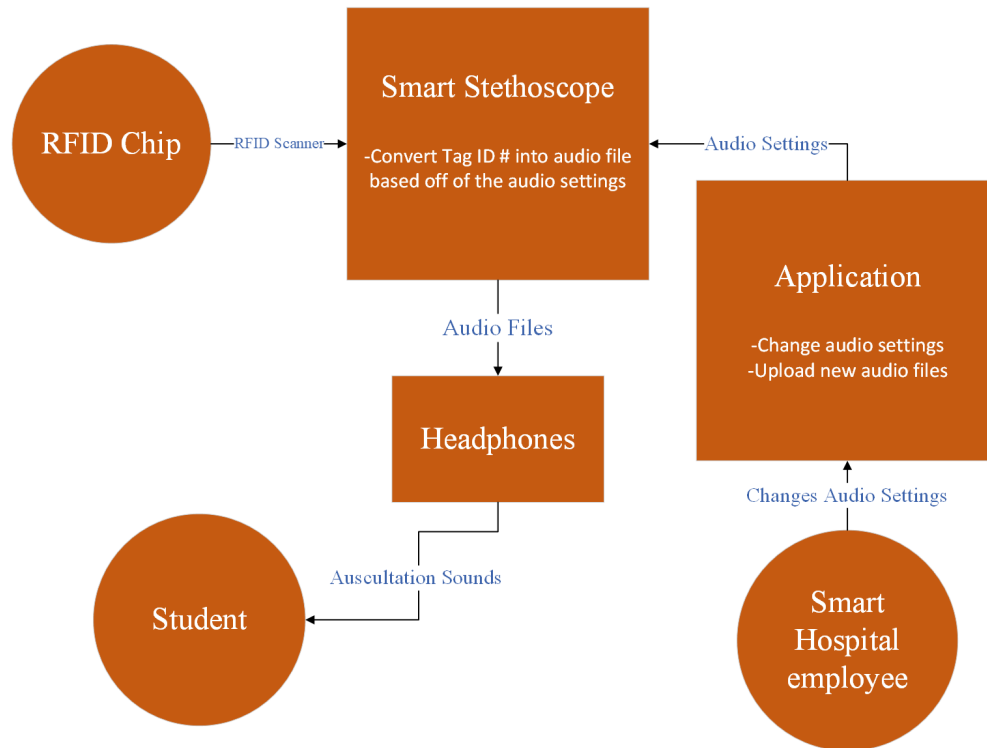 Smart Stethoscope
-Convert Tag ID # into audio file
based off of the audio settings
RFID Chip
RFID Scanner
Audio Settings
Application
-Change audio settings
-Upload new audio files
Audio Files
Headphones
Changes Audio Settings
Auscultation Sounds
Student
Smart
Hospital
employee